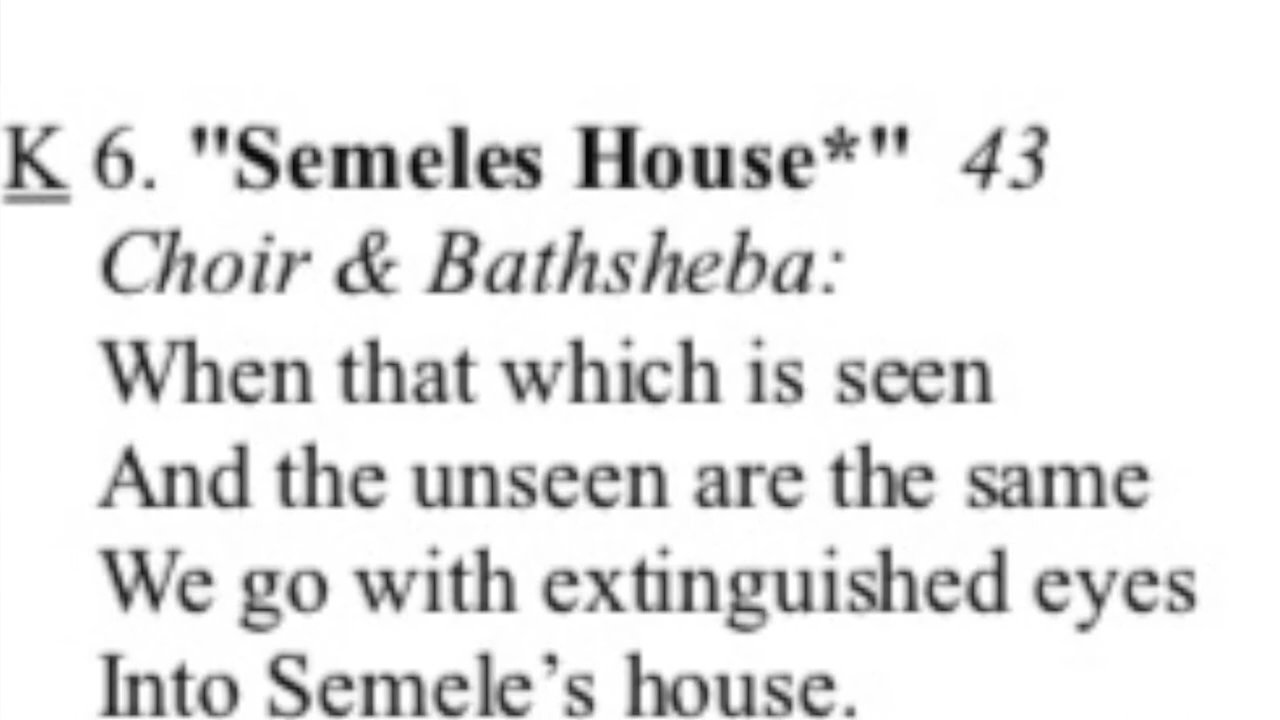 K 6. "Semeles House*" 43
Choir & Bathsheba:
When that which is seen
And the unseen are the same
We go with extinguished eyes
Into Semele’s house.